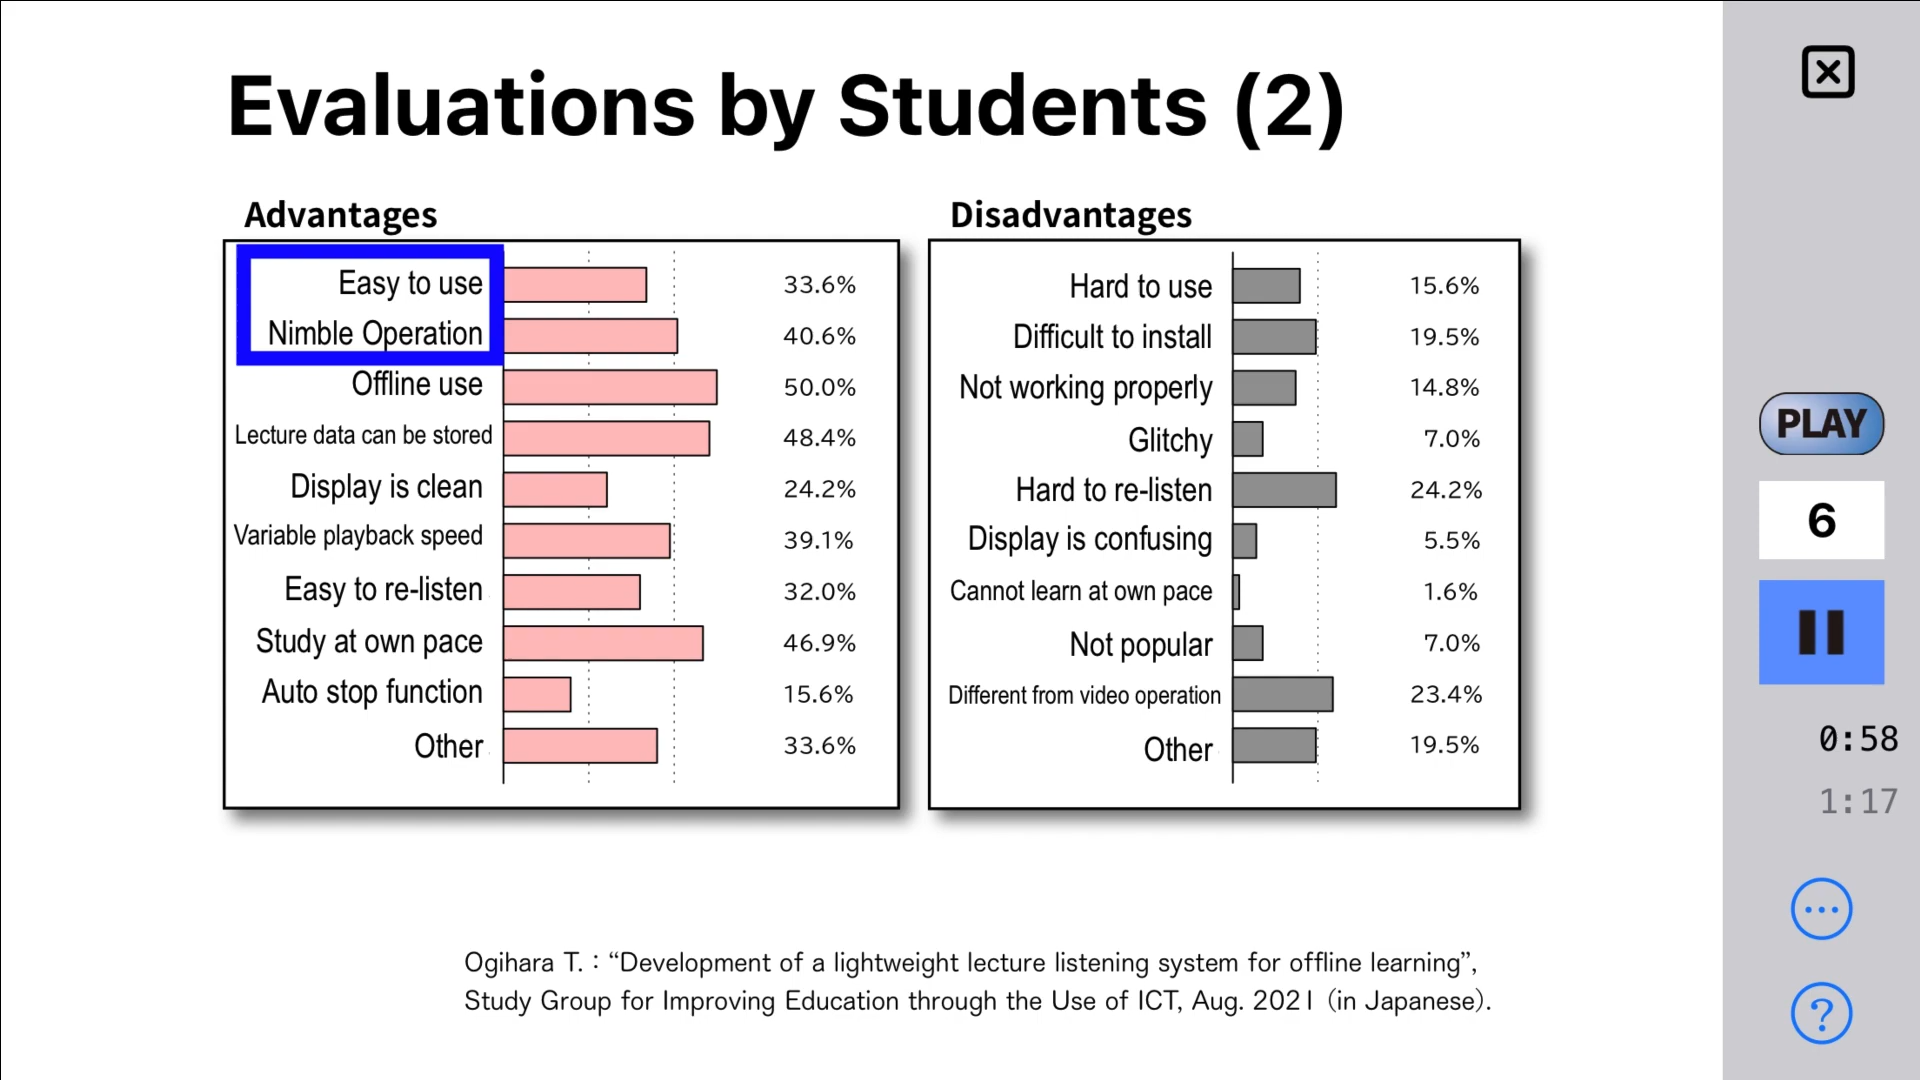 Evaluations by Students (2)
Advantages
Easy to use 33.6%
Nimble Operation 40.6%
Offline use 50.0%
Lecture data can be stored 48.4%
Display is clean 24.2%
Variable playback speed 39.1%
Easy to re-listen 32.0%
Study at own pace 46.9%
Auto stop function 15.6%
Other 33.6%
Disadvantages
Hard to use 15.6%
Difficult to install 19.5%
Not working properly 14.8%
Glitchy 7.0%
Hard to re-listen 24.2%
Display is confusing 5.5%
Cannot learn at own pace 1.6%
Not popular 7.0%
Different from video operation 23.4%
Other 19.5%
Ogihara T. : “Development of a lightweight lecture listening system for offline learning”,
Study Group for Improving Education through the Use of ICT, Aug. 2021 (in Japanese).
PLAY
6
0:58
1:17
?